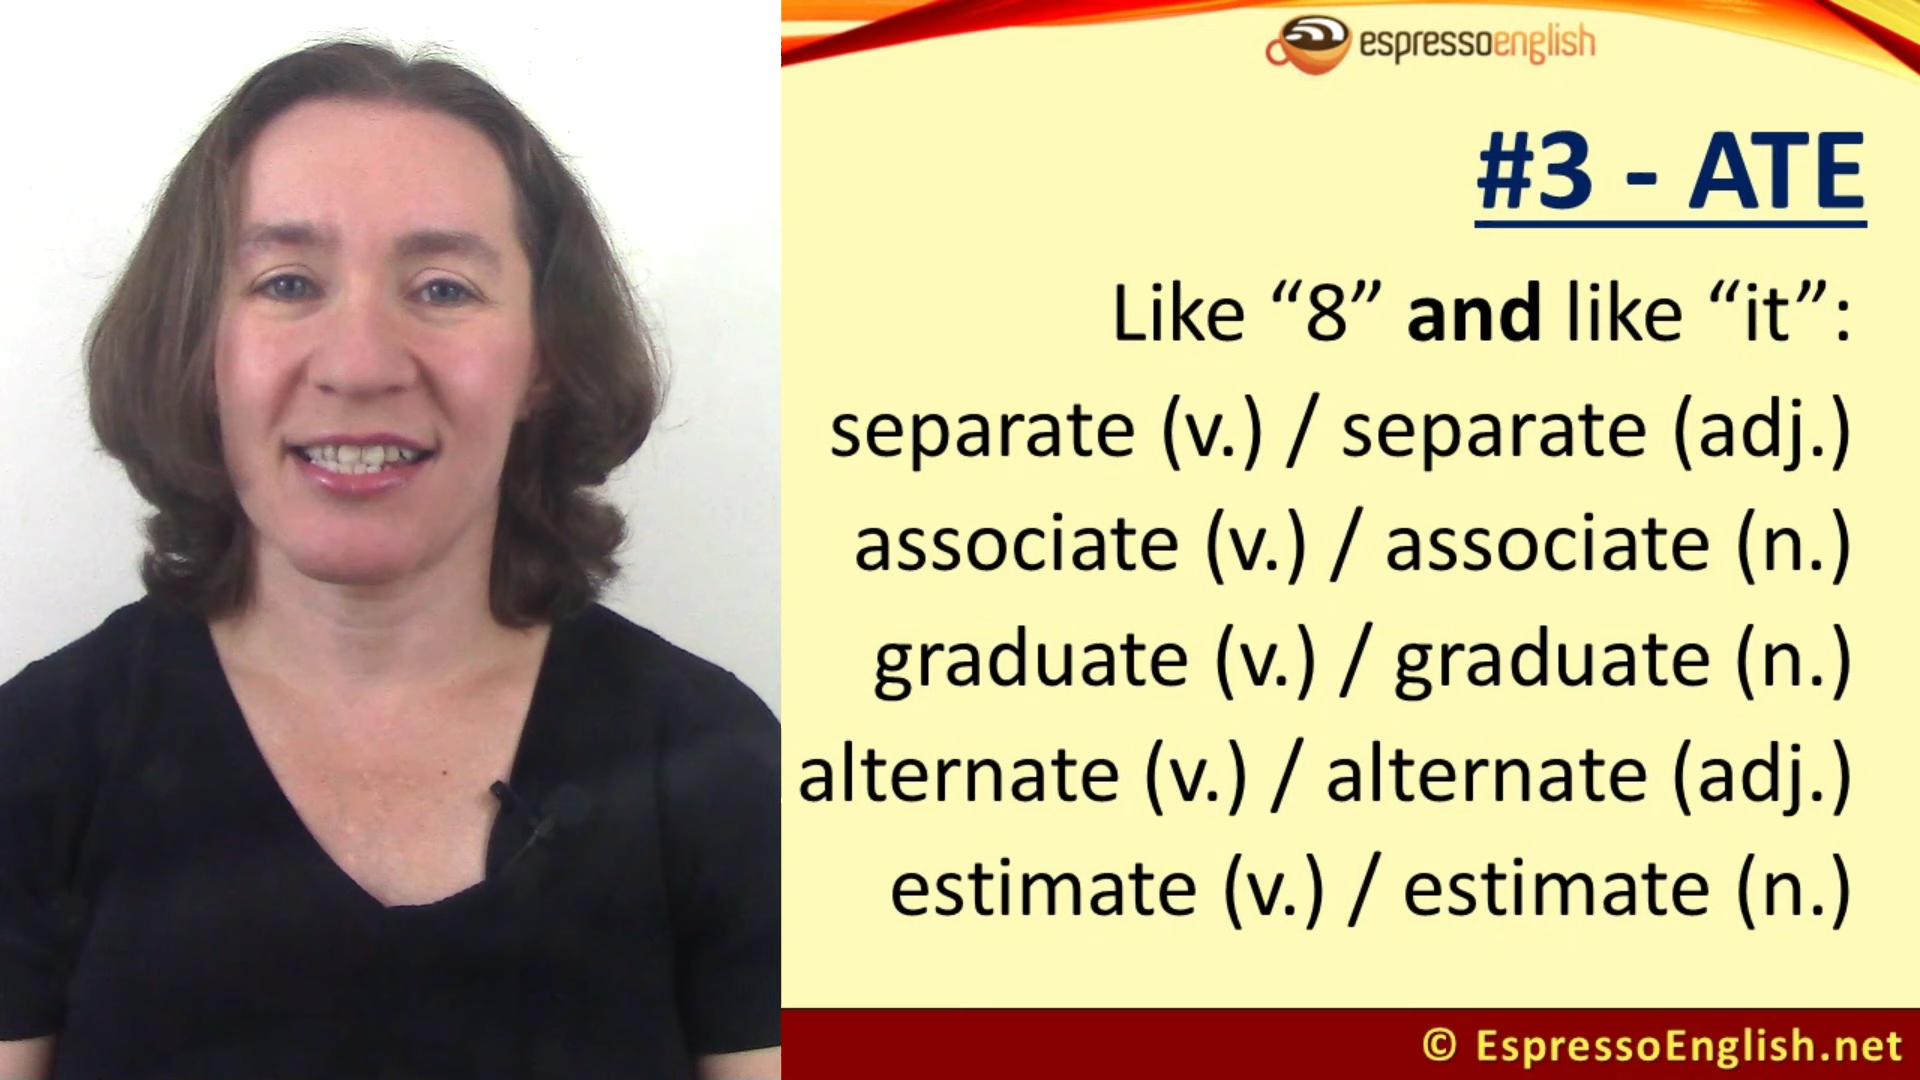 espressoenglish
#3 - ATE
Like “8” and like “it”:
separate (v.) / separate (adj.)
associate (v.) / associate (n.)
graduate (v.) / graduate (n.)
alternate (v.) / alternate (adj.)
estimate (v.) / estimate (n.)
© EspressoEnglish.net